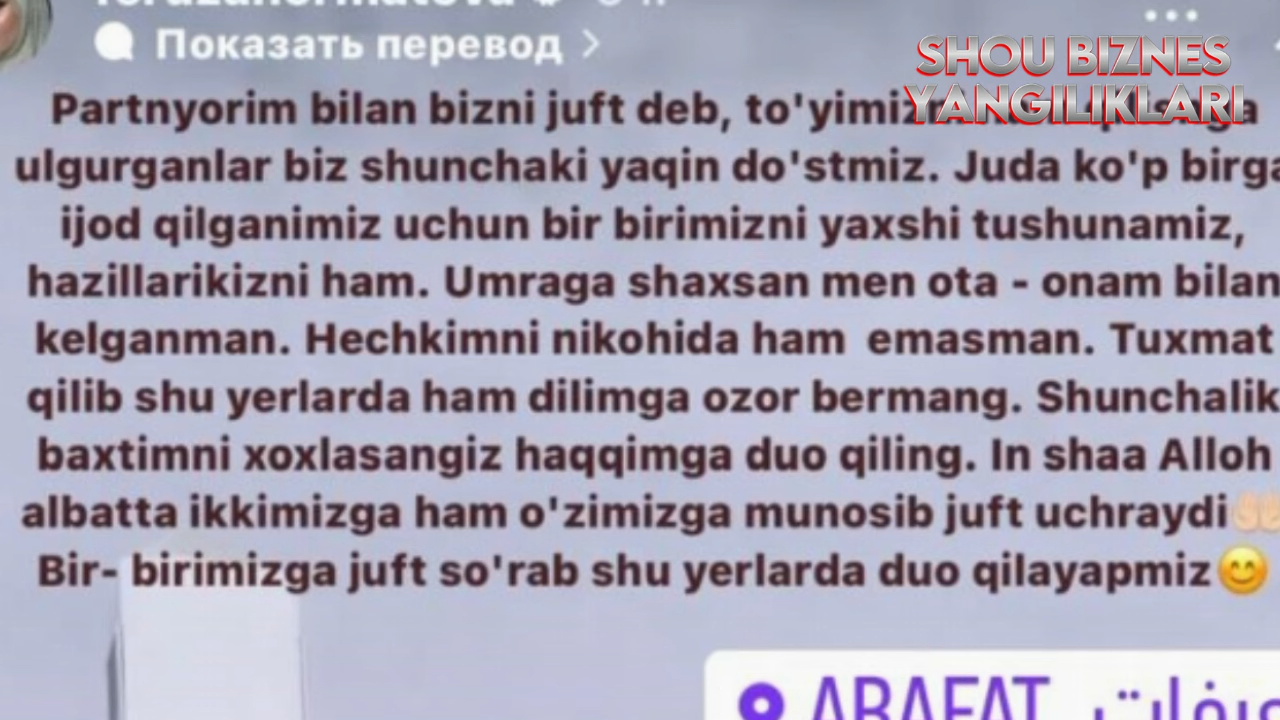 Показать перевод
SHOU BIZNES
YANGILIKLARI
Partnyorim bilan bizni juft deb,
ulgurganlar biz shunchaki yaqin do'stmiz. Juda ko'p birga
ijod qilganimiz uchun bir birimizni yaxshi tushunamiz,
hazillarikizni ham. Umraga shaxsan men ota - onam bilan
kelganman. Hechkimni nikohida ham emasman. Tuxmat
qilib shu yerlarda ham dilimga ozor bermang. Shunchalik
baxtimni xoxlasangiz haqqimga duo qiling. In shaa Alloh
albatta ikkimizga ham o'zimizga munosib juft uchraydi🤲🏻
Bir- birimizga juft so'rab shu yerlarda duo qilayapmiz😊
ARAFAT